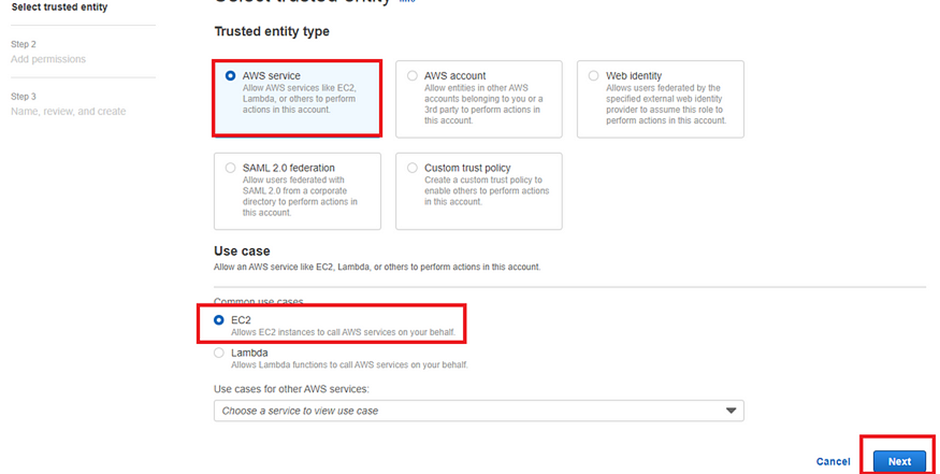 Select trusted entity
Step 2
Add permissions
Step 3
Name, review, and create
Select trusted entity Info
Trusted entity type
AWS service
Allow AWS services like EC2,
Lambda, or others to perform
actions in this account.
AWS account
Allow entities in other AWS
accounts belonging to you or a
3rd party to perform actions in
this account.
Web identity
Allows users federated by the
specified external web identity
provider to assume this role to
perform actions in this account.
SAML 2.0 federation
Allow users federated with
SAML 2.0 from a corporate
directory to perform actions in
this account.
Custom trust policy
Create a custom trust policy to
enable others to perform actions
in this account.
Use case
Allow an AWS service like EC2, Lambda, or others to perform actions in this account.
Common use cases
EC2
Allows EC2 instances to call AWS services on your behalf.
Lambda
Allows Lambda functions to call AWS services on your behalf.
Use cases for other AWS services:
Choose a service to view use case
Cancel
Next